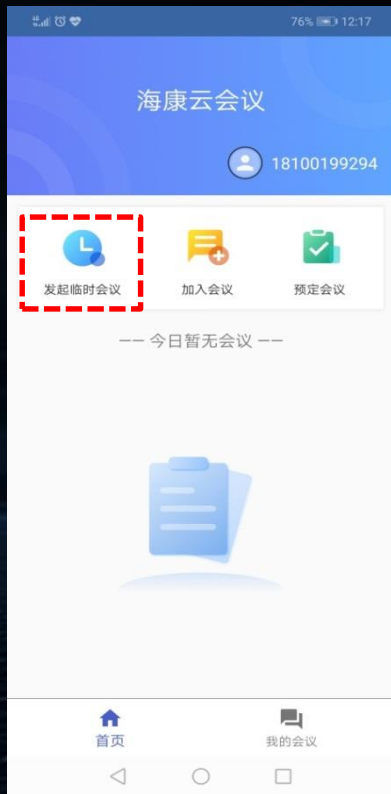 76% 12:17
海康云会议
18100199294
发起临时会议 加入会议 预定会议
—— 今日暂无会议 ——
首页 我的会议